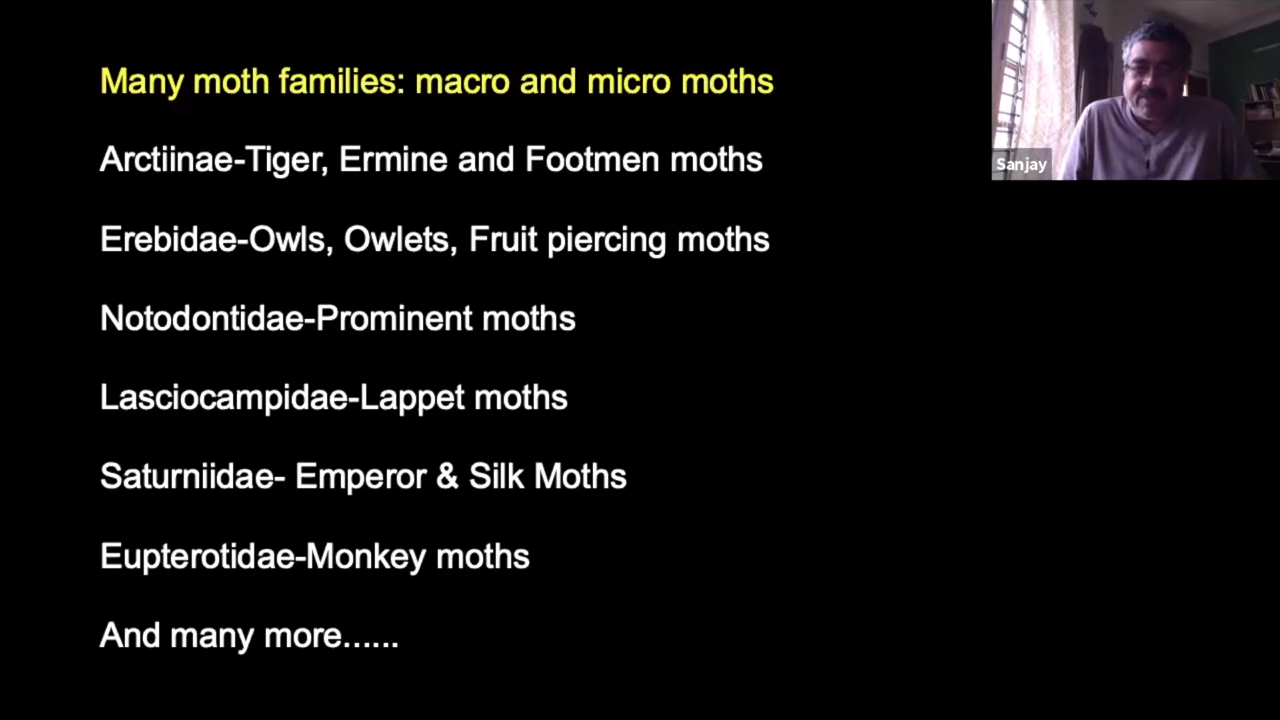 Many moth families: macro and micro moths
Sanjay
Arctiinae-Tiger, Ermine and Footmen moths
Erebidae-Owls, Owlets, Fruit piercing moths
Notodontidae-Prominent moths
Lasciocampidae-Lappet moths
Saturniidae- Emperor & Silk Moths
Eupterotidae-Monkey moths
And many more......